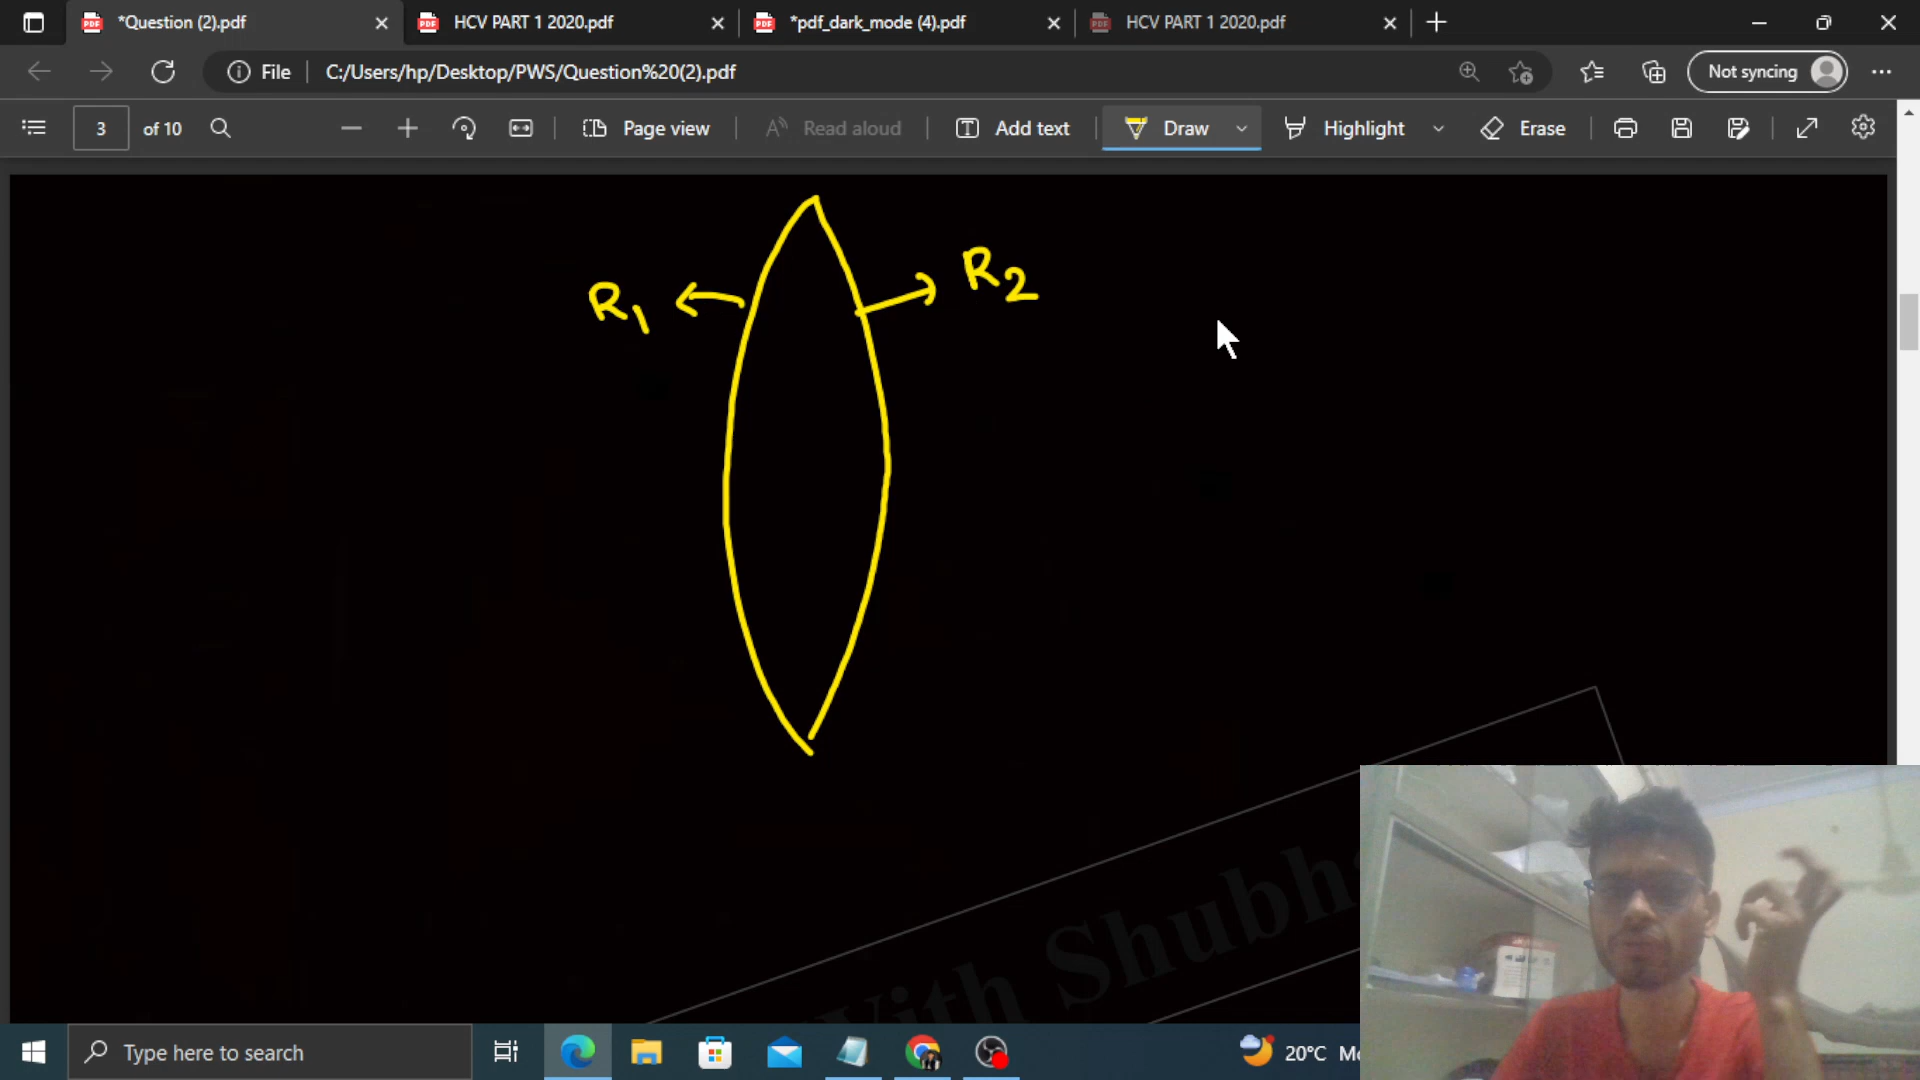 *Question (2).pdf
HCV PART 1 2020.pdf
*pdf_dark_mode (4).pdf
HCV PART 1 2020.pdf
File
C:/Users/hp/Desktop/PWS/Question%20(2).pdf
Not syncing
3 of 10
Page view
Read aloud
Add text
Draw
Highlight
Erase
R1
R2
With Shubh
Type here to search
20°C